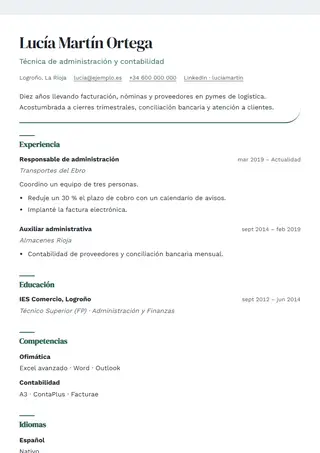 Lucía Martín Ortega
Técnica de administración y contabilidad
Logroño, La Rioja lucia@ejemplo.es +34 600 000 000 LinkedIn · luciamartin
Diez años llevando facturación, nóminas y proveedores en pymes de logística.
Acostumbrada a cierres trimestrales, conciliación bancaria y atención a clientes.
Experiencia
Responsable de administración mar 2019 – Actualidad
Transportes del Ebro
Coordino un equipo de tres personas.
• Reduje un 30 % el plazo de cobro con un calendario de avisos.
• Implanté la factura electrónica.
Auxiliar administrativa sept 2014 – feb 2019
Almacenes Rioja
• Contabilidad de proveedores y conciliación bancaria mensual.
Educación
IES Comercio, Logroño sept 2012 – jun 2014
Técnico Superior (FP) · Administración y Finanzas
Competencias
Ofimática
Excel avanzado · Word · Outlook
Contabilidad
A3 · ContaPlus · Facturae
Idiomas
Español
Nativo